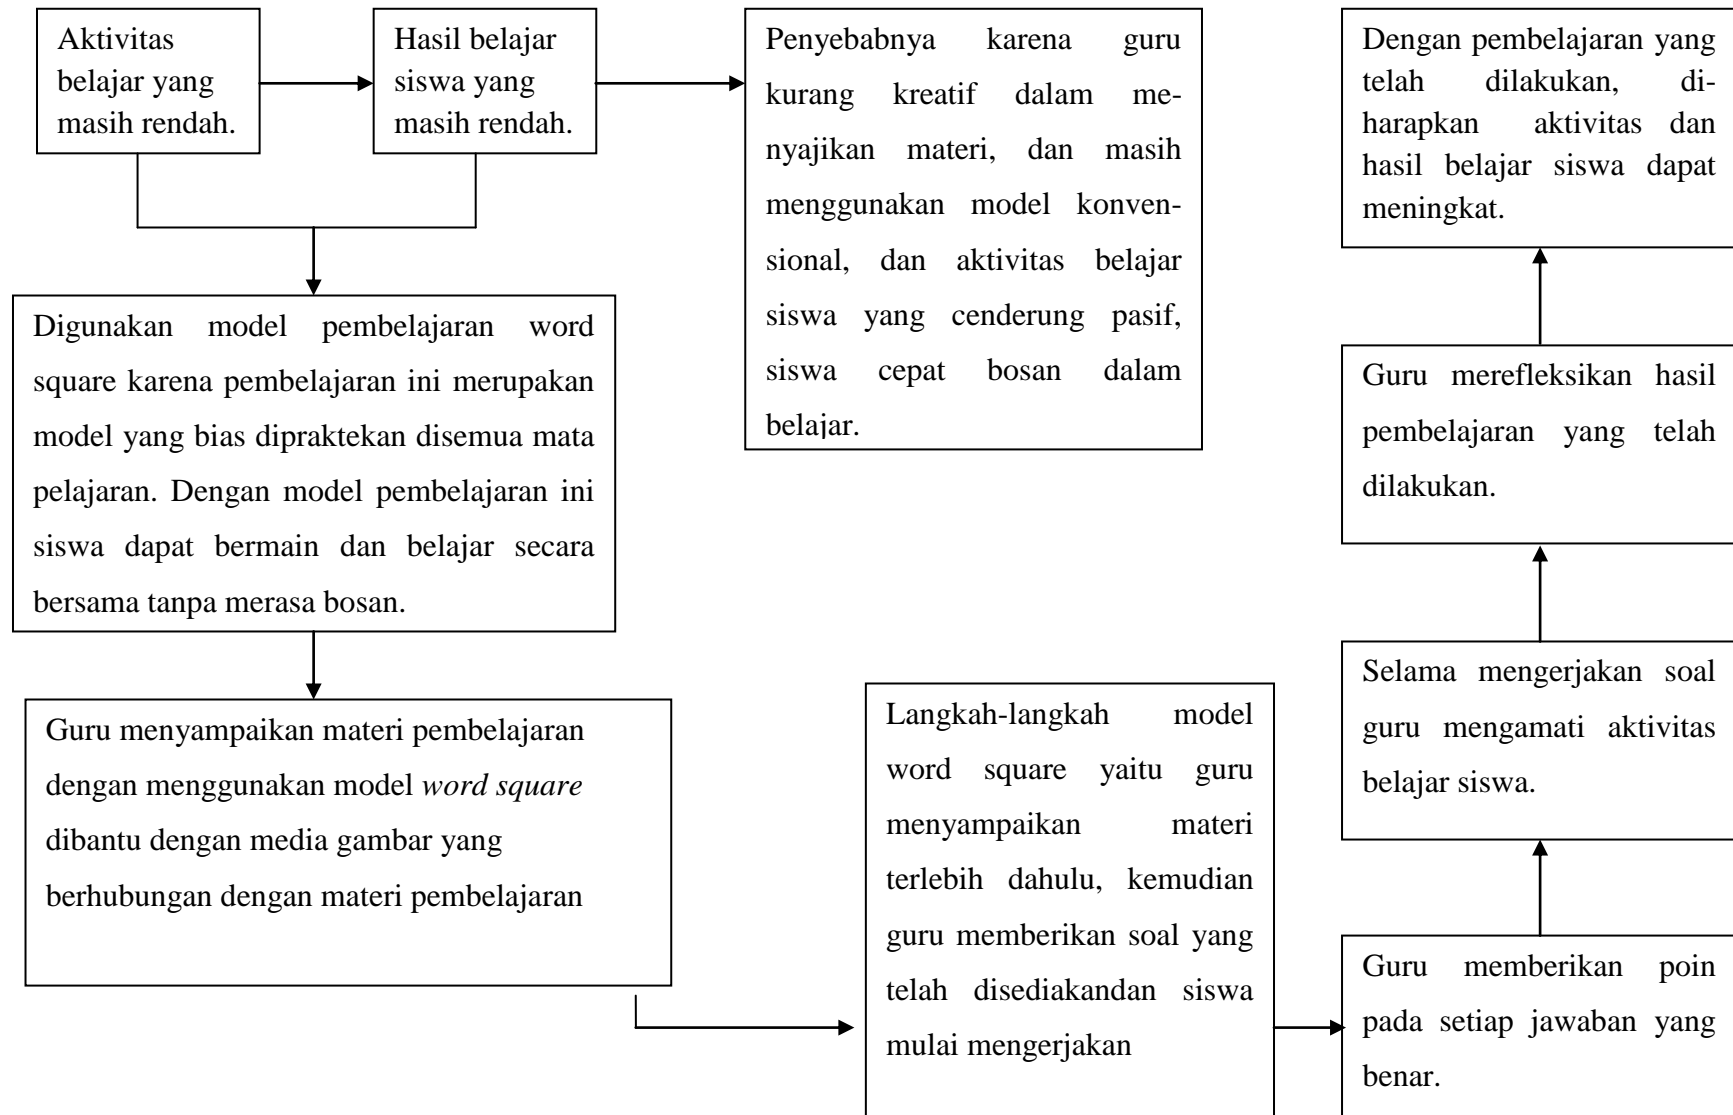 Aktivitas
belajar yang
masih rendah.
Hasil belajar
siswa yang
masih rendah.
Penyebabnya karena guru
kurang kreatif dalam me-
nyajikan materi, dan masih
menggunakan model konven-
sional, dan aktivitas belajar
siswa yang cenderung pasif,
siswa cepat bosan dalam
belajar.
Digunakan model pembelajaran word
square karena pembelajaran ini merupakan
model yang bias dipraktekan disemua mata
pelajaran. Dengan model pembelajaran ini
siswa dapat bermain dan belajar secara
bersama tanpa merasa bosan.
Guru menyampaikan materi pembelajaran
dengan menggunakan model word square
dibantu dengan media gambar yang
berhubungan dengan materi pembelajaran
Langkah-langkah model
word square yaitu guru
menyampaikan materi
terlebih dahulu, kemudian
guru memberikan soal yang
telah disediakandan siswa
mulai mengerjakan
Guru memberikan poin
pada setiap jawaban yang
benar.
Selama mengerjakan soal
guru mengamati aktivitas
belajar siswa.
Guru merefleksikan hasil
pembelajaran yang telah
dilakukan.
Dengan pembelajaran yang
telah dilakukan, di-
harapkan aktivitas dan
hasil belajar siswa dapat
meningkat.